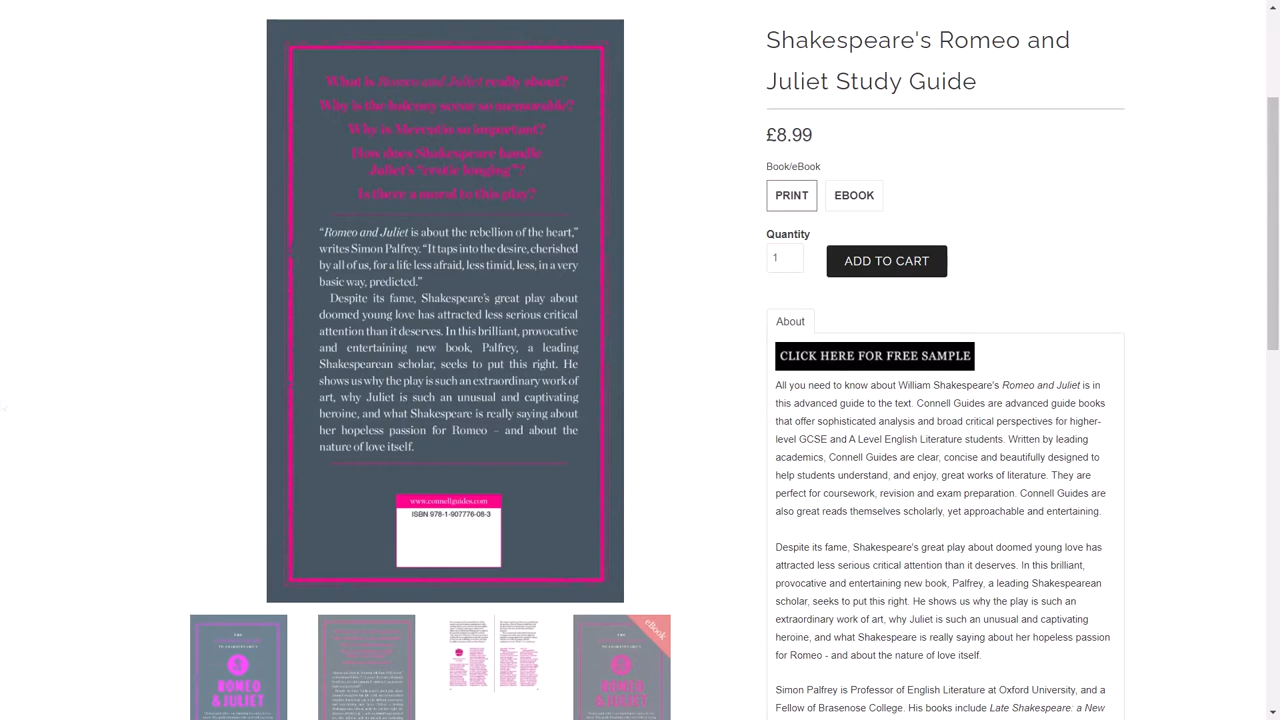 What is Romeo and Juliet really about?
Why is the balcony scene so memorable?
Why is Mercutio so important?
How does Shakespeare handle
Juliet's "erotic longing"?
Is there a moral to this play?
"Romeo and Juliet is about the rebellion of the heart,"
writes Simon Palfrey. "It taps into the desire, cherished
by all of us, for a life less afraid, less timid, less, in a very
basic way, predicted."
Despite its fame, Shakespeare's great play about
doomed young love has attracted less serious critical
attention than it deserves. In this brilliant, provocative
and entertaining new book, Palfrey, a leading
Shakespearean scholar, seeks to put this right. He
shows us why the play is such an extraordinary work of
art, why Juliet is such an unusual and captivating
heroine, and what Shakespeare is really saying about
her hopeless passion for Romeo – and about the
nature of love itself.
www.connellguides.com
ISBN 978-1-907776-08-3
ROMEO
& JULIET
eBook
ROMEO
& JULIET
Shakespeare's Romeo and
Juliet Study Guide
£8.99
Book/eBook
PRINT EBOOK
Quantity
1
ADD TO CART
About
CLICK HERE FOR FREE SAMPLE
All you need to know about William Shakespeare's Romeo and Juliet is in
this advanced guide to the text. Connell Guides are advanced guide books
that offer sophisticated analysis and broad critical perspectives for higher-
level GCSE and A Level English Literature students. Written by leading
academics, Connell Guides are clear, concise and beautifully designed to
help students understand, and enjoy, great works of literature. They are
perfect for coursework, revision and exam preparation. Connell Guides are
also great resources for teachers
Despite its fame, Shakespeare's great play about doomed young love has
attracted less serious critical attention than it deserves. In this brilliant,
provocative and entertaining new book, Palfrey, a leading Shakespearean
scholar, seeks to put this right. He shows us why the play is such an
extraordinary work of art, why Juliet is such an unusual and captivating
heroine, and what Shakespeare is really saying about her hopeless passion
for Romeo – and about the nature of love itself.
Simon Palfrey is Professor in English Literature at Oxford University and a
Late Shakespeare: A New